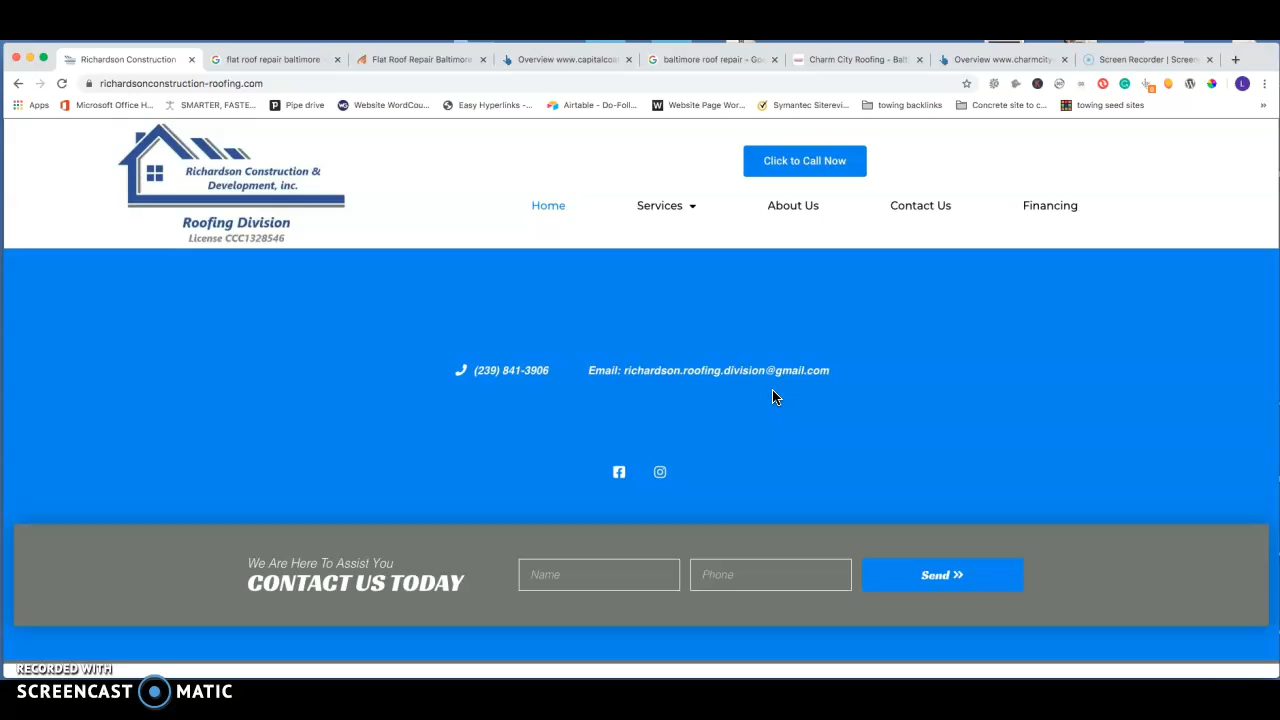 Richardson Construction
flat roof repair baltimore
Flat Roof Repair Baltimore
Overview www.capitalcoa
baltimore roof repair - Goo
Charm City Roofing - Balt
Overview www.charmcity
Screen Recorder | Screen
richardsonconstruction-roofing.com
L
Apps
Microsoft Office H...
SMARTER, FASTE...
Pipe drive
Website WordCou...
Easy Hyperlinks -...
Airtable - Do-Foll...
Website Page Wor...
Symantec Siterevi...
towing backlinks
Concrete site to c...
towing seed sites
»
Richardson Construction &
Development, inc.
Roofing Division
License CCC1328546
Click to Call Now
Home
Services
About Us
Contact Us
Financing
(239) 841-3906
Email: richardson.roofing.division@gmail.com
We Are Here To Assist You
CONTACT US TODAY
Name
Phone
Send »
RECORDED WITH
SCREENCAST MATIC